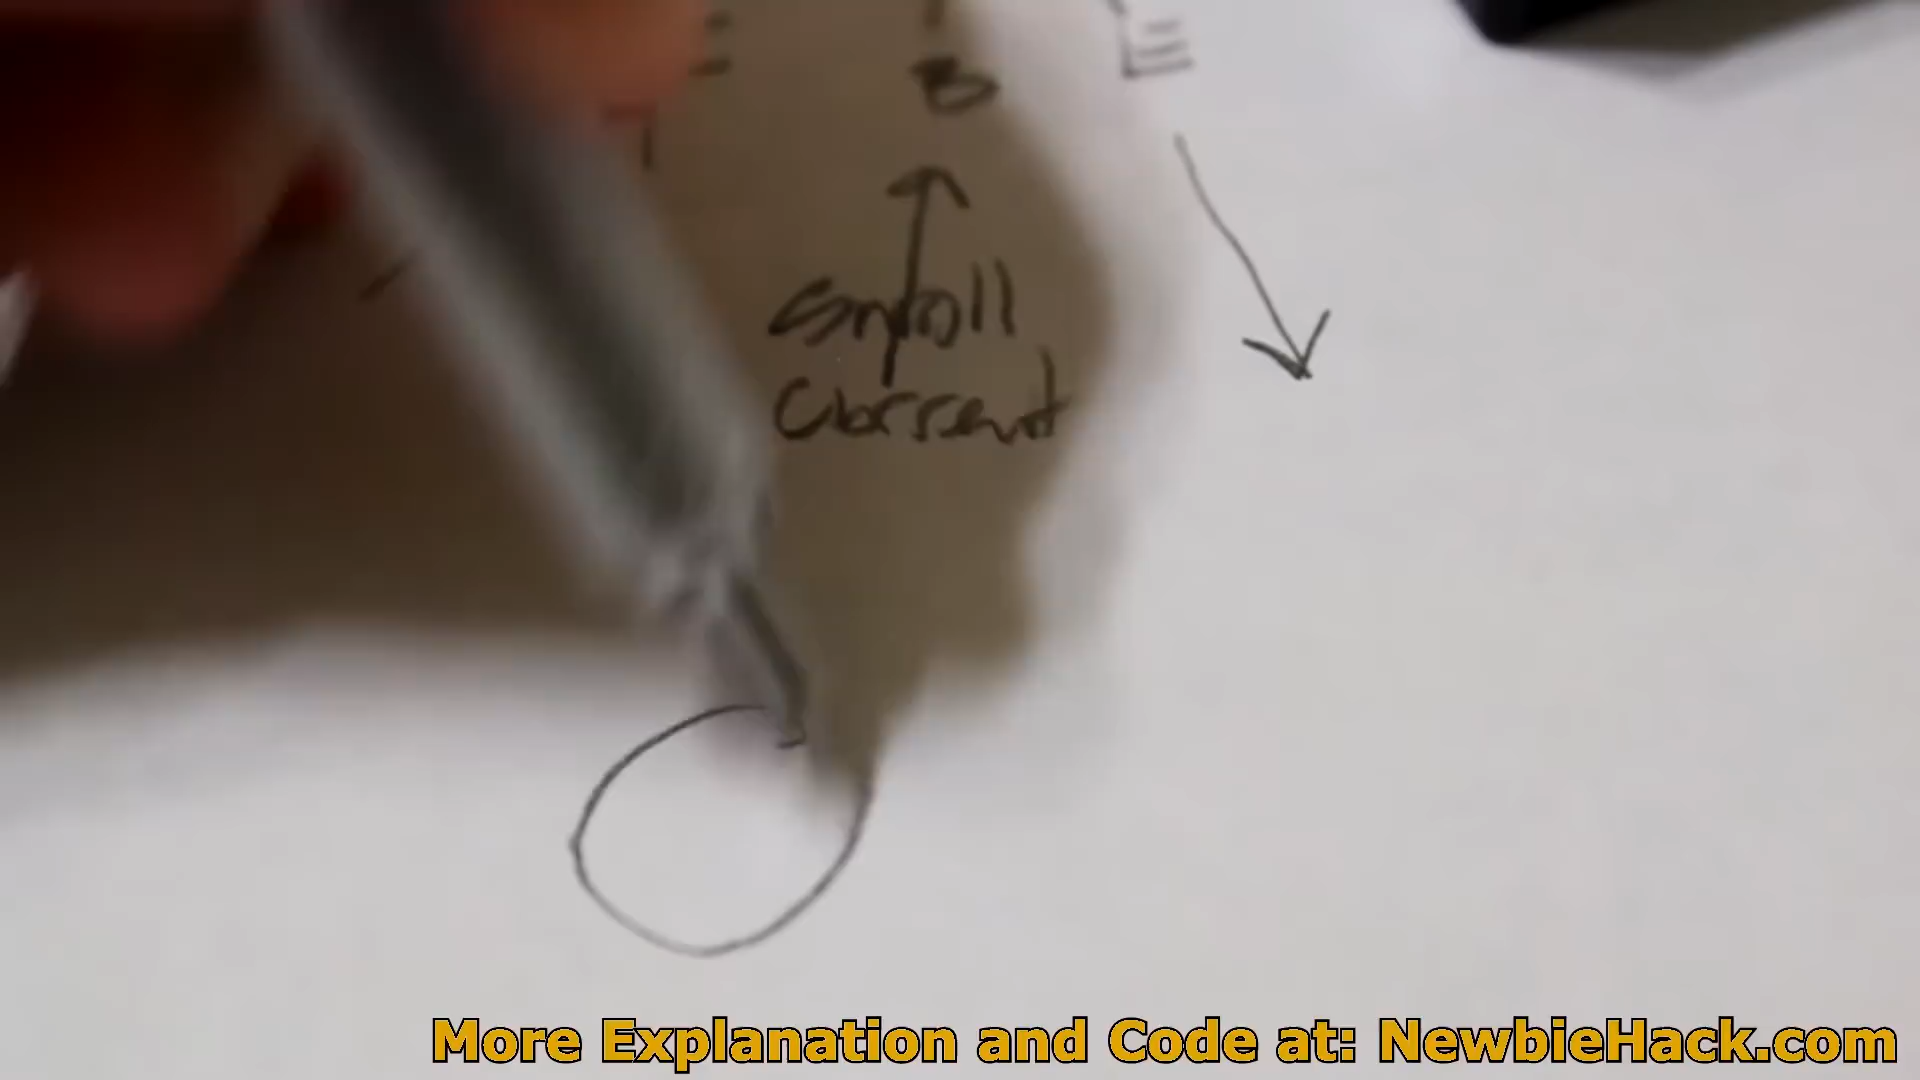 B
E
Small
Current
More Explanation and Code at: NewbieHack.com